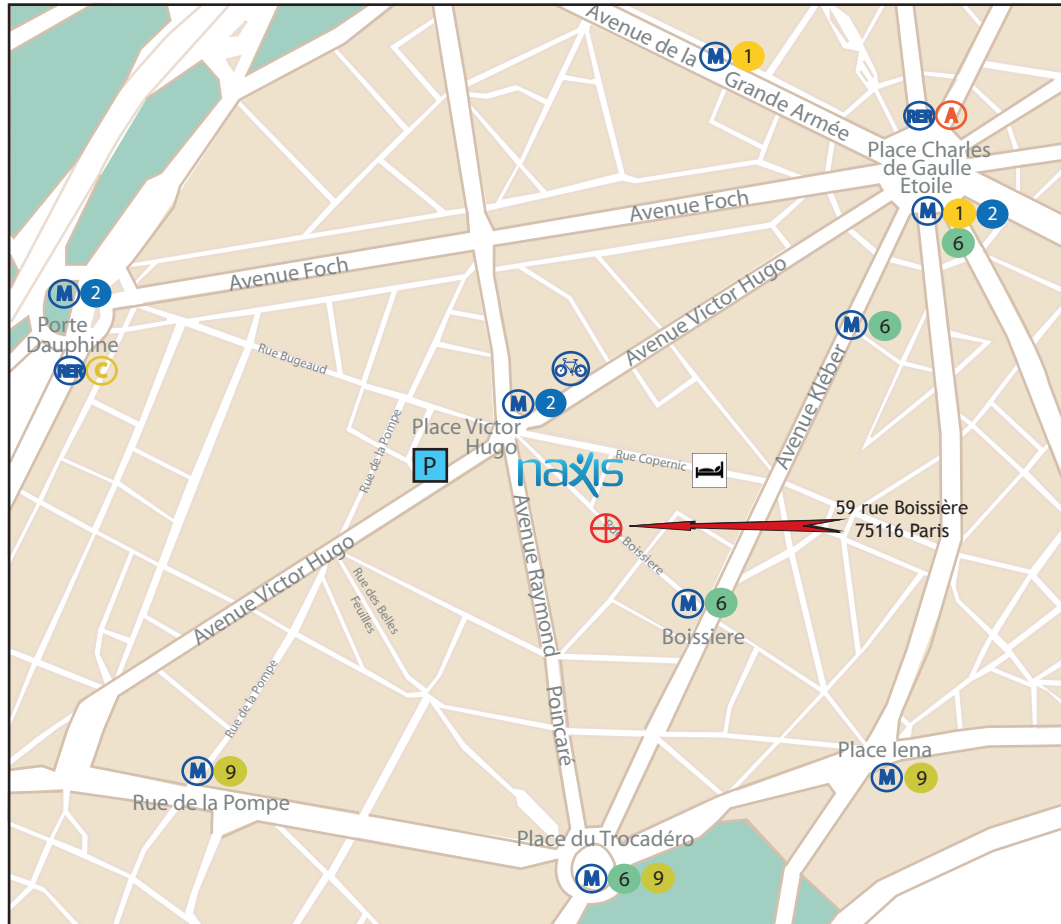 Avenue de la
Grande Armée
M 1
RER A
Place Charles
de Gaulle
Etoile
M 1 2
6
Avenue Foch
Avenue Foch
M 2
Porte
Dauphine
RER C
Rue Bugeaud
Avenue Victor Hugo
M 6
Avenue Kléber
M 2
Place Victor
Hugo
Rue de la Pompe
P
naxis
Rue Copernic
59 rue Boissière
75116 Paris
Rue Boissiere
Avenue Raymond Poincaré
Avenue Victor Hugo
Rue des Belles
Feuilles
M 6
Boissiere
Rue de la Pompe
M 9
Rue de la Pompe
Place Iena
M 9
Place du Trocadéro
M 6 9